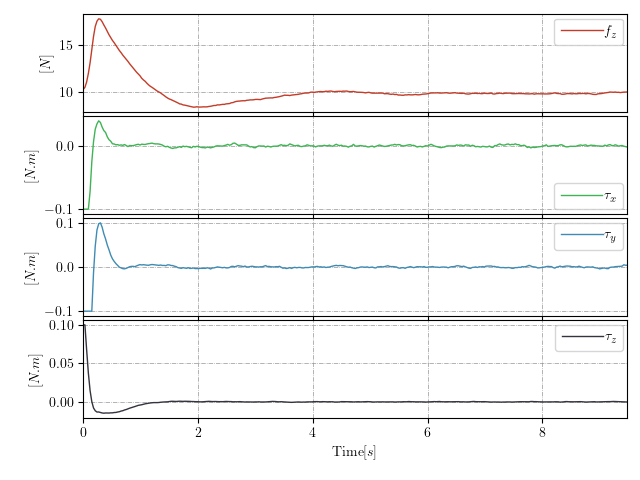 15
10
[N]
f_z
0.0
−0.1
[N.m]
τ_x
0.1
0.0
−0.1
[N.m]
τ_y
0.10
0.05
0.00
[N.m]
τ_z
0 2 4 6 8
Time[s]